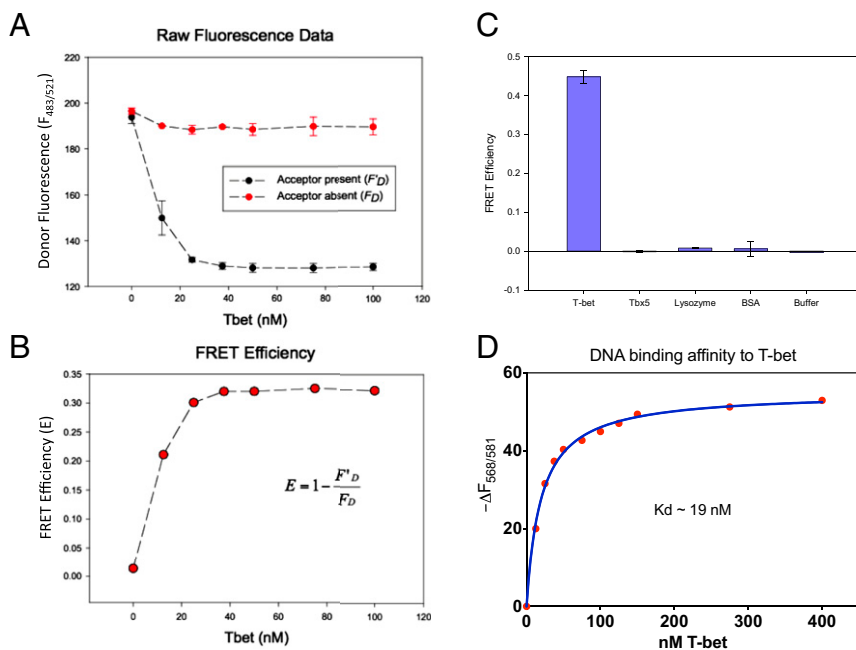 A
Raw Fluorescence Data
Donor Fluorescence (F483/521)
220
200
180
160
140
120
Acceptor present (F'D)
Acceptor absent (FD)
0 20 40 60 80 100 120
Tbet (nM)
B
FRET Efficiency
FRET Efficiency (E)
0.35
0.30
0.25
0.20
0.15
0.10
0.05
0.00
E = 1 − F'D / FD
0 20 40 60 80 100 120
Tbet (nM)
C
FRET Efficiency
0.5
0.4
0.3
0.2
0.1
0.0
-0.1
T-bet Tbx5 Lysozyme BSA Buffer
D
DNA binding affinity to T-bet
−ΔF568/581
60
40
20
0
Kd ~ 19 nM
0 100 200 300 400
nM T-bet